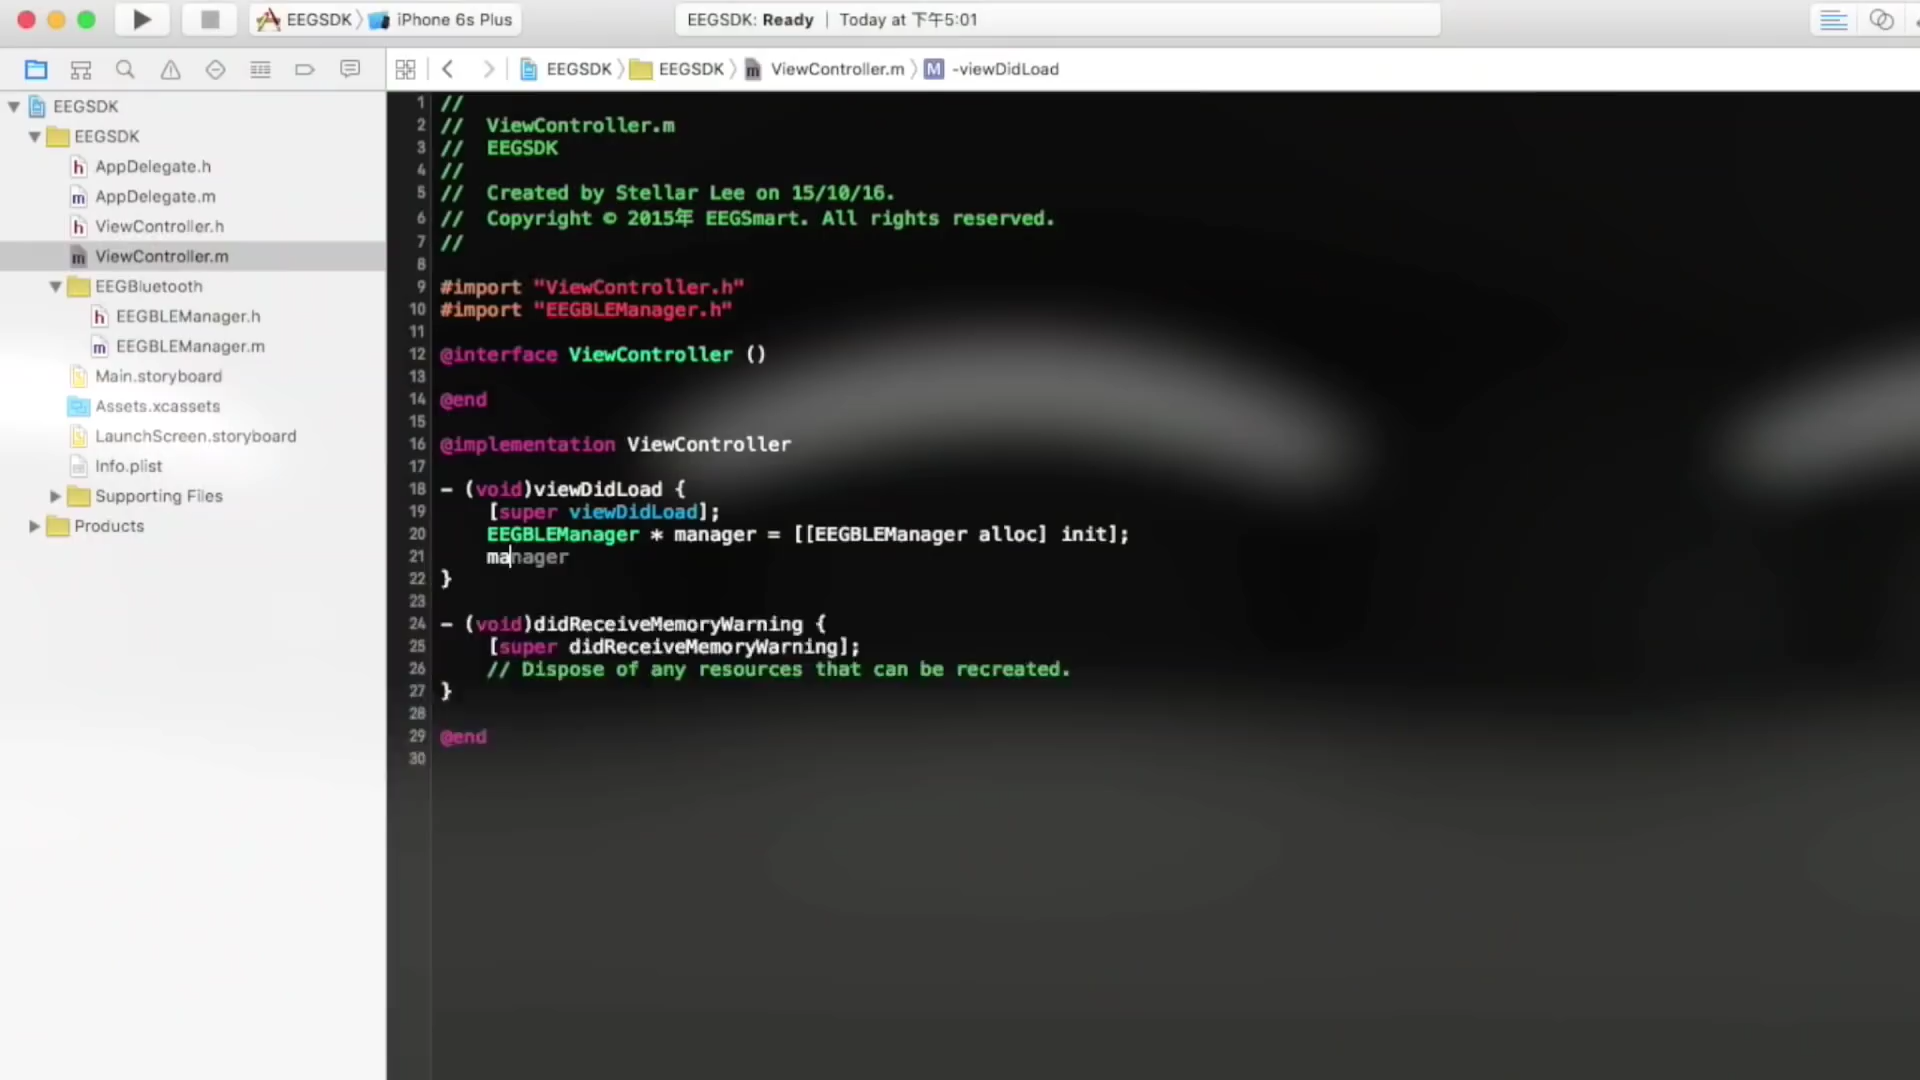 EEGSDK iPhone 6s Plus EEGSDK: Ready | Today at 下午5:01
EEGSDK EEGSDK ViewController.m M -viewDidLoad
EEGSDK
EEGSDK
h AppDelegate.h
m AppDelegate.m
h ViewController.h
m ViewController.m
EEGBluetooth
h EEGBLEManager.h
m EEGBLEManager.m
Main.storyboard
Assets.xcassets
LaunchScreen.storyboard
Info.plist
Supporting Files
Products
1 //
2 // ViewController.m
3 // EEGSDK
4 //
5 // Created by Stellar Lee on 15/10/16.
6 // Copyright © 2015年 EEGSmart. All rights reserved.
7 //
8
9 #import "ViewController.h"
10 #import "EEGBLEManager.h"
11
12 @interface ViewController ()
13
14 @end
15
16 @implementation ViewController
17
18 - (void)viewDidLoad {
19 [super viewDidLoad];
20 EEGBLEManager * manager = [[EEGBLEManager alloc] init];
21 manager
22 }
23
24 - (void)didReceiveMemoryWarning {
25 [super didReceiveMemoryWarning];
26 // Dispose of any resources that can be recreated.
27 }
28
29 @end
30